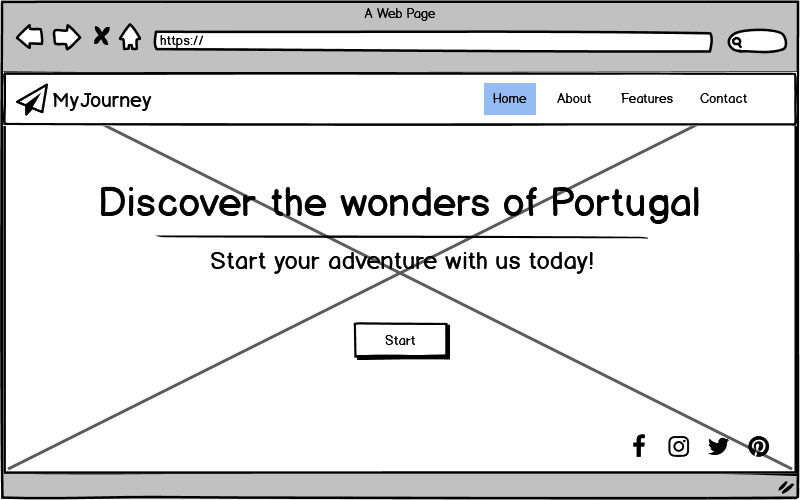 A Web Page
https://
MyJourney
Home About Features Contact
Discover the wonders of Portugal
Start your adventure with us today!
Start